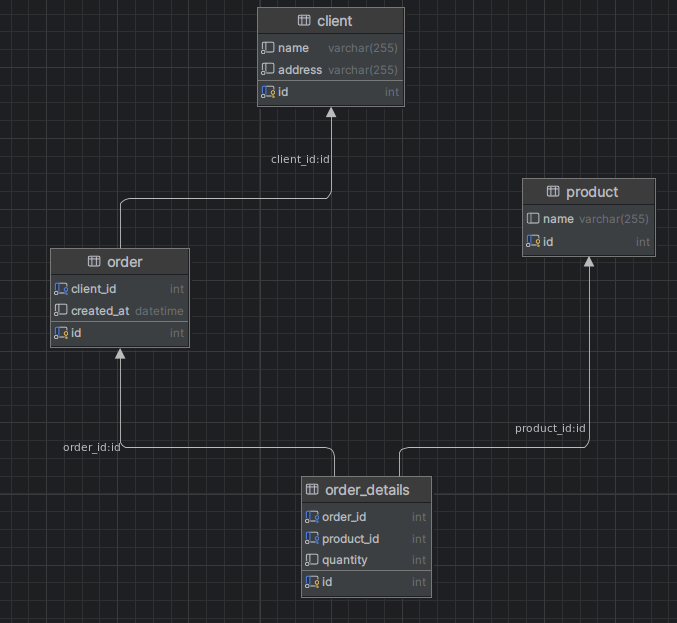 client
name varchar(255)
address varchar(255)
id int
client_id:id
product
name varchar(255)
id int
order
client_id int
created_at datetime
id int
product_id:id
order_id:id
order_details
order_id int
product_id int
quantity int
id int